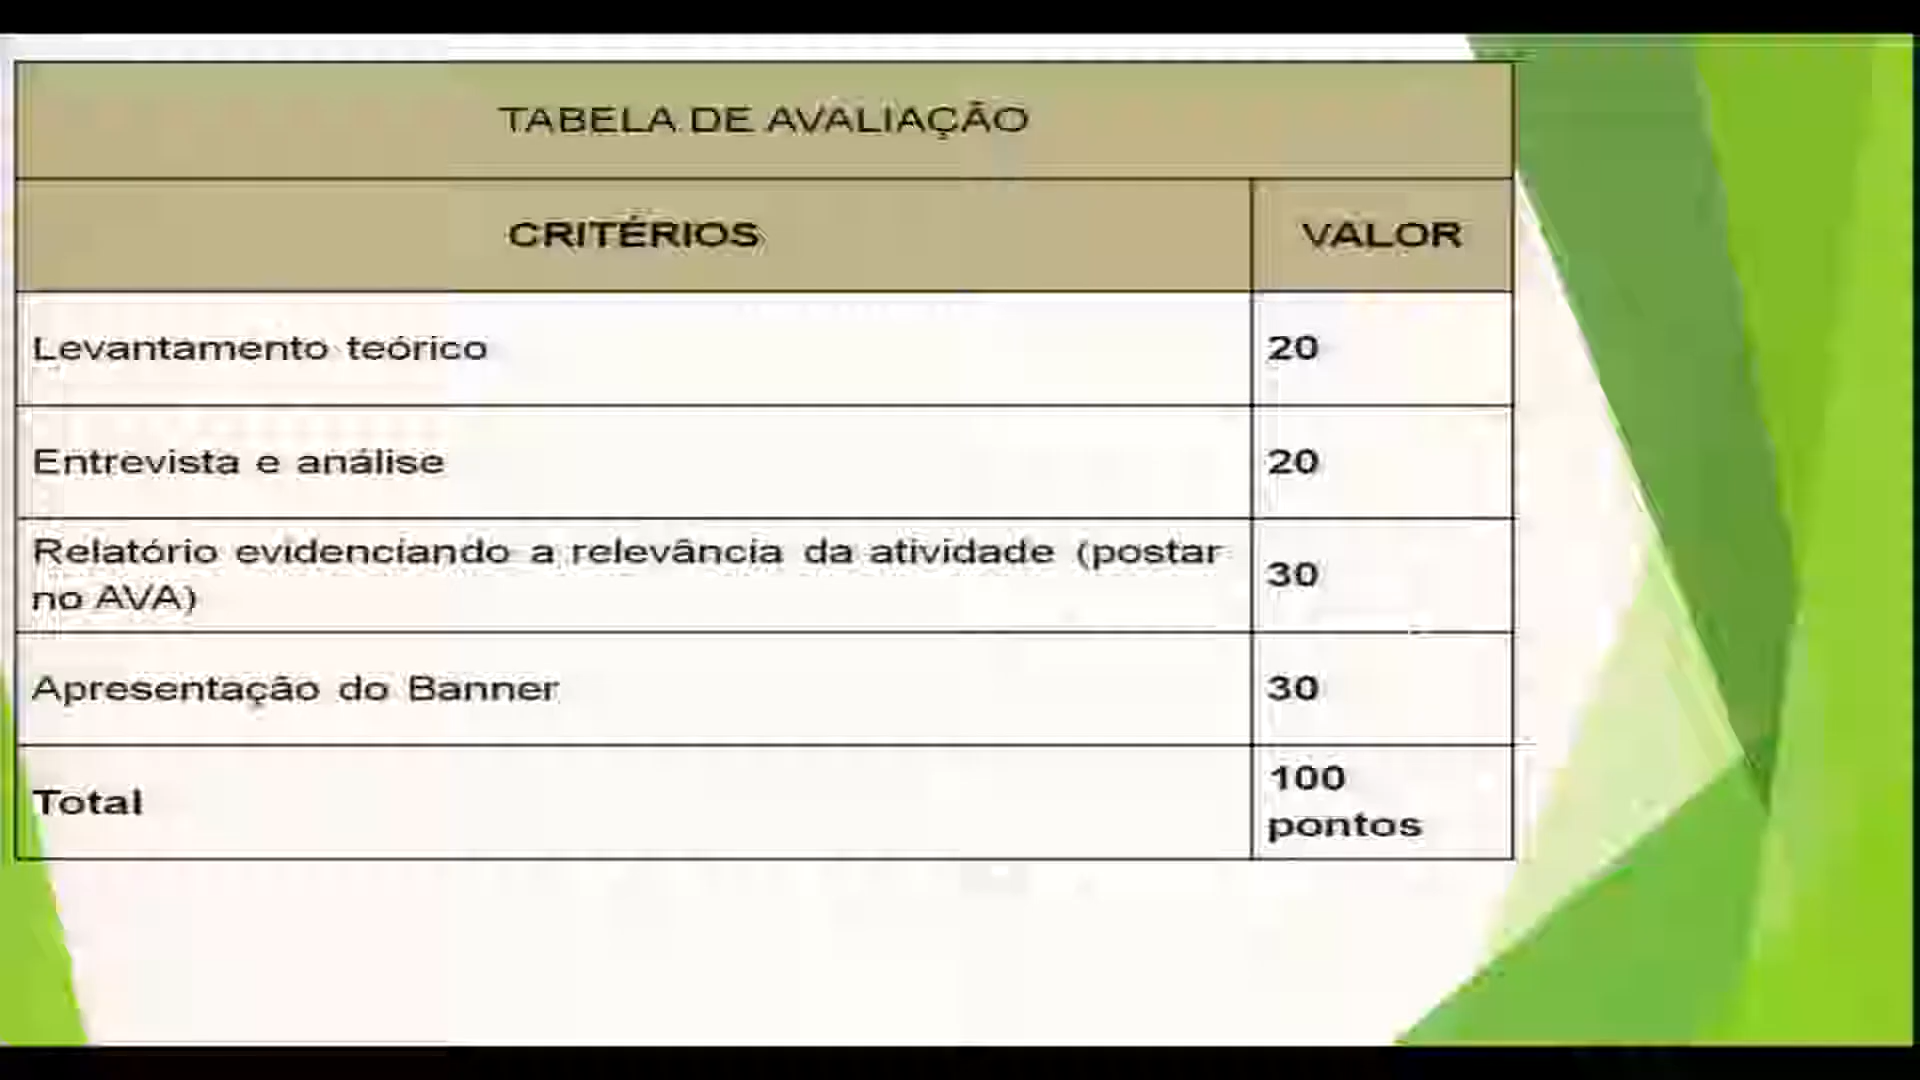 TABELA DE AVALIAÇÃO
CRITÉRIOS VALOR
Levantamento teórico 20
Entrevista e análise 20
Relatório evidenciando a relevância da atividade (postar
no AVA) 30
Apresentação do Banner 30
Total 100
pontos